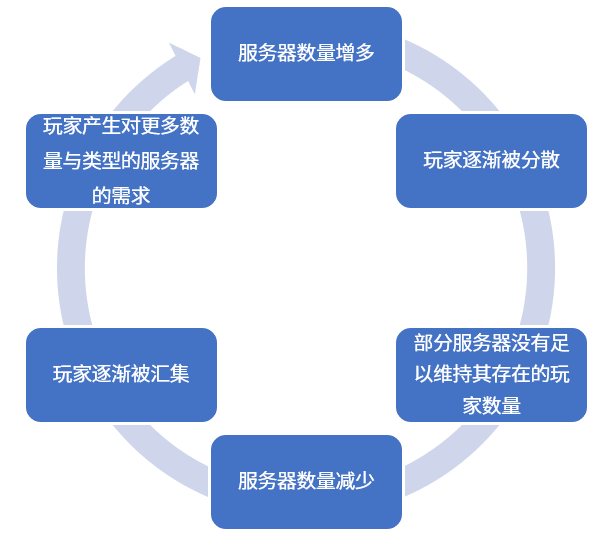 服务器数量增多
玩家逐渐被分散
部分服务器没有足
以维持其存在的玩
家数量
服务器数量减少
玩家逐渐被汇集
玩家产生对更多数
量与类型的服务器
的需求